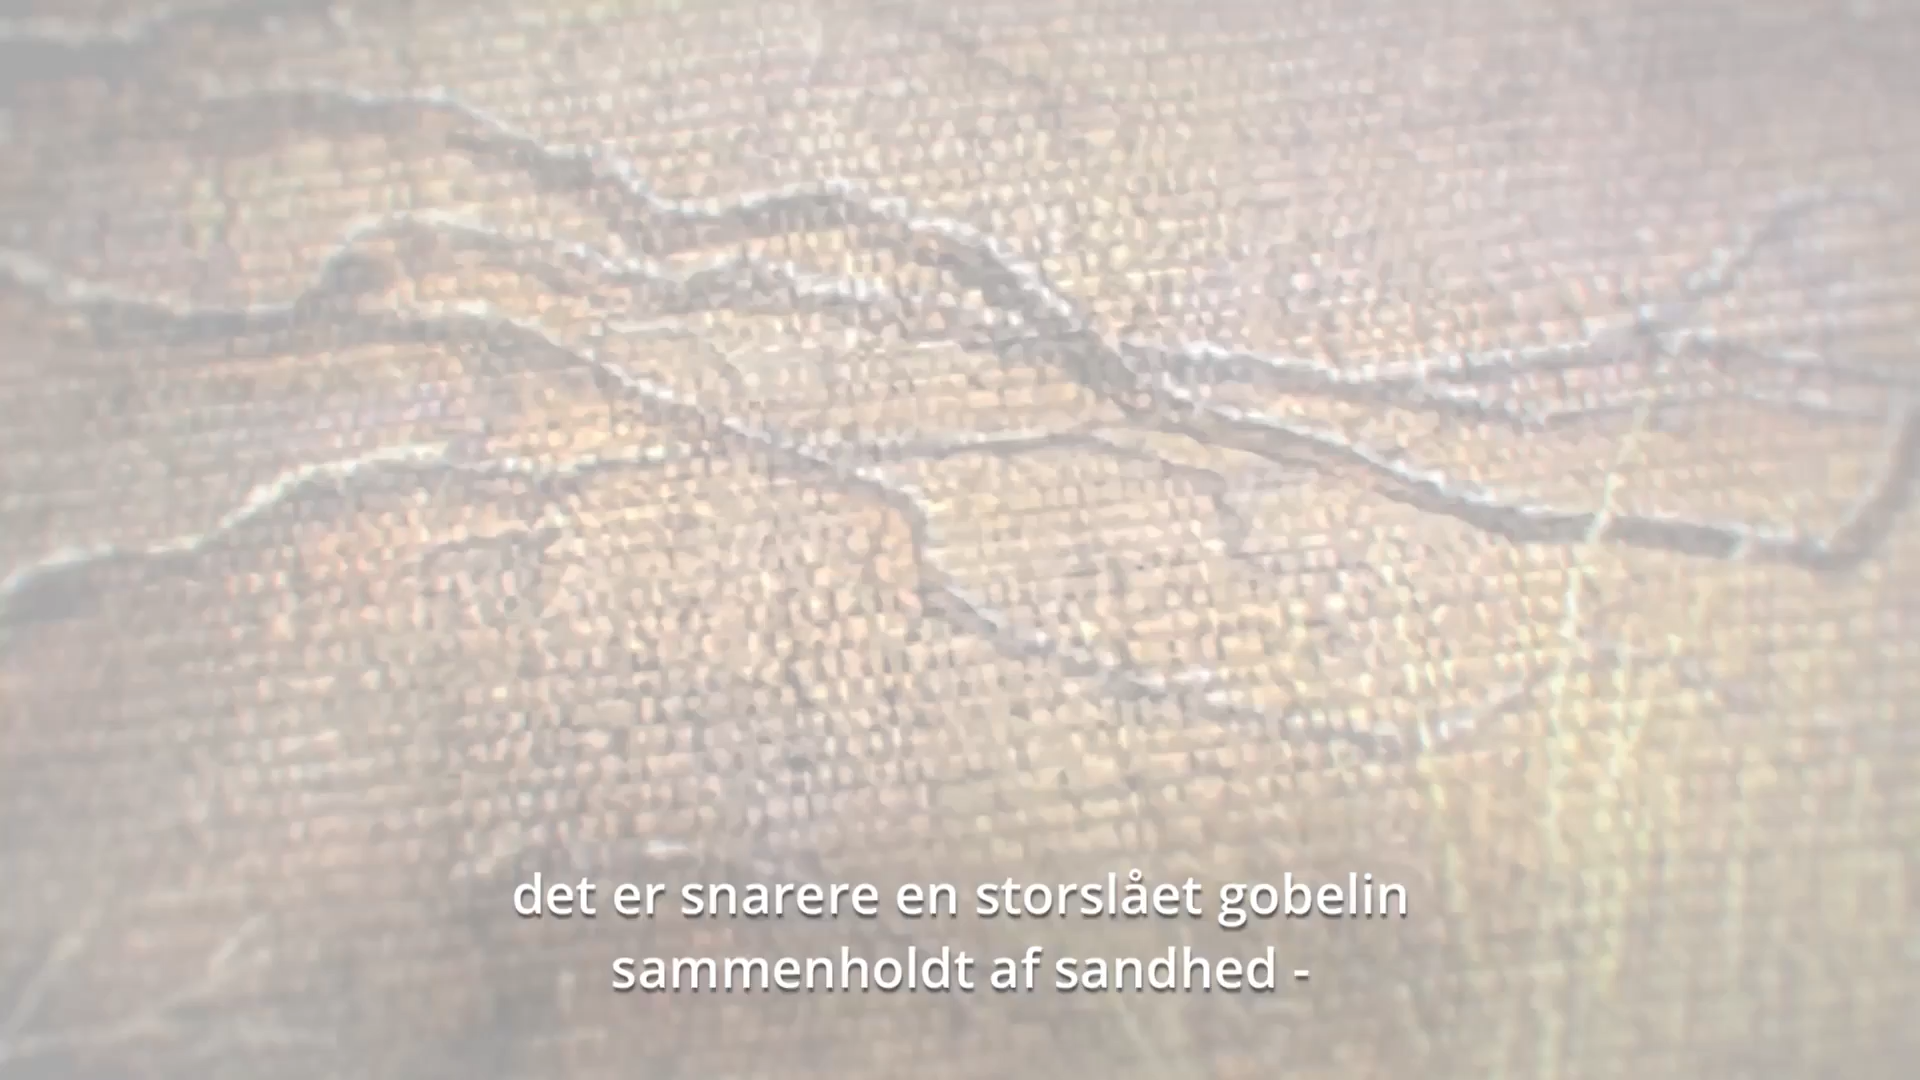 det er snarere en storslået gobelin
sammenholdt af sandhed -